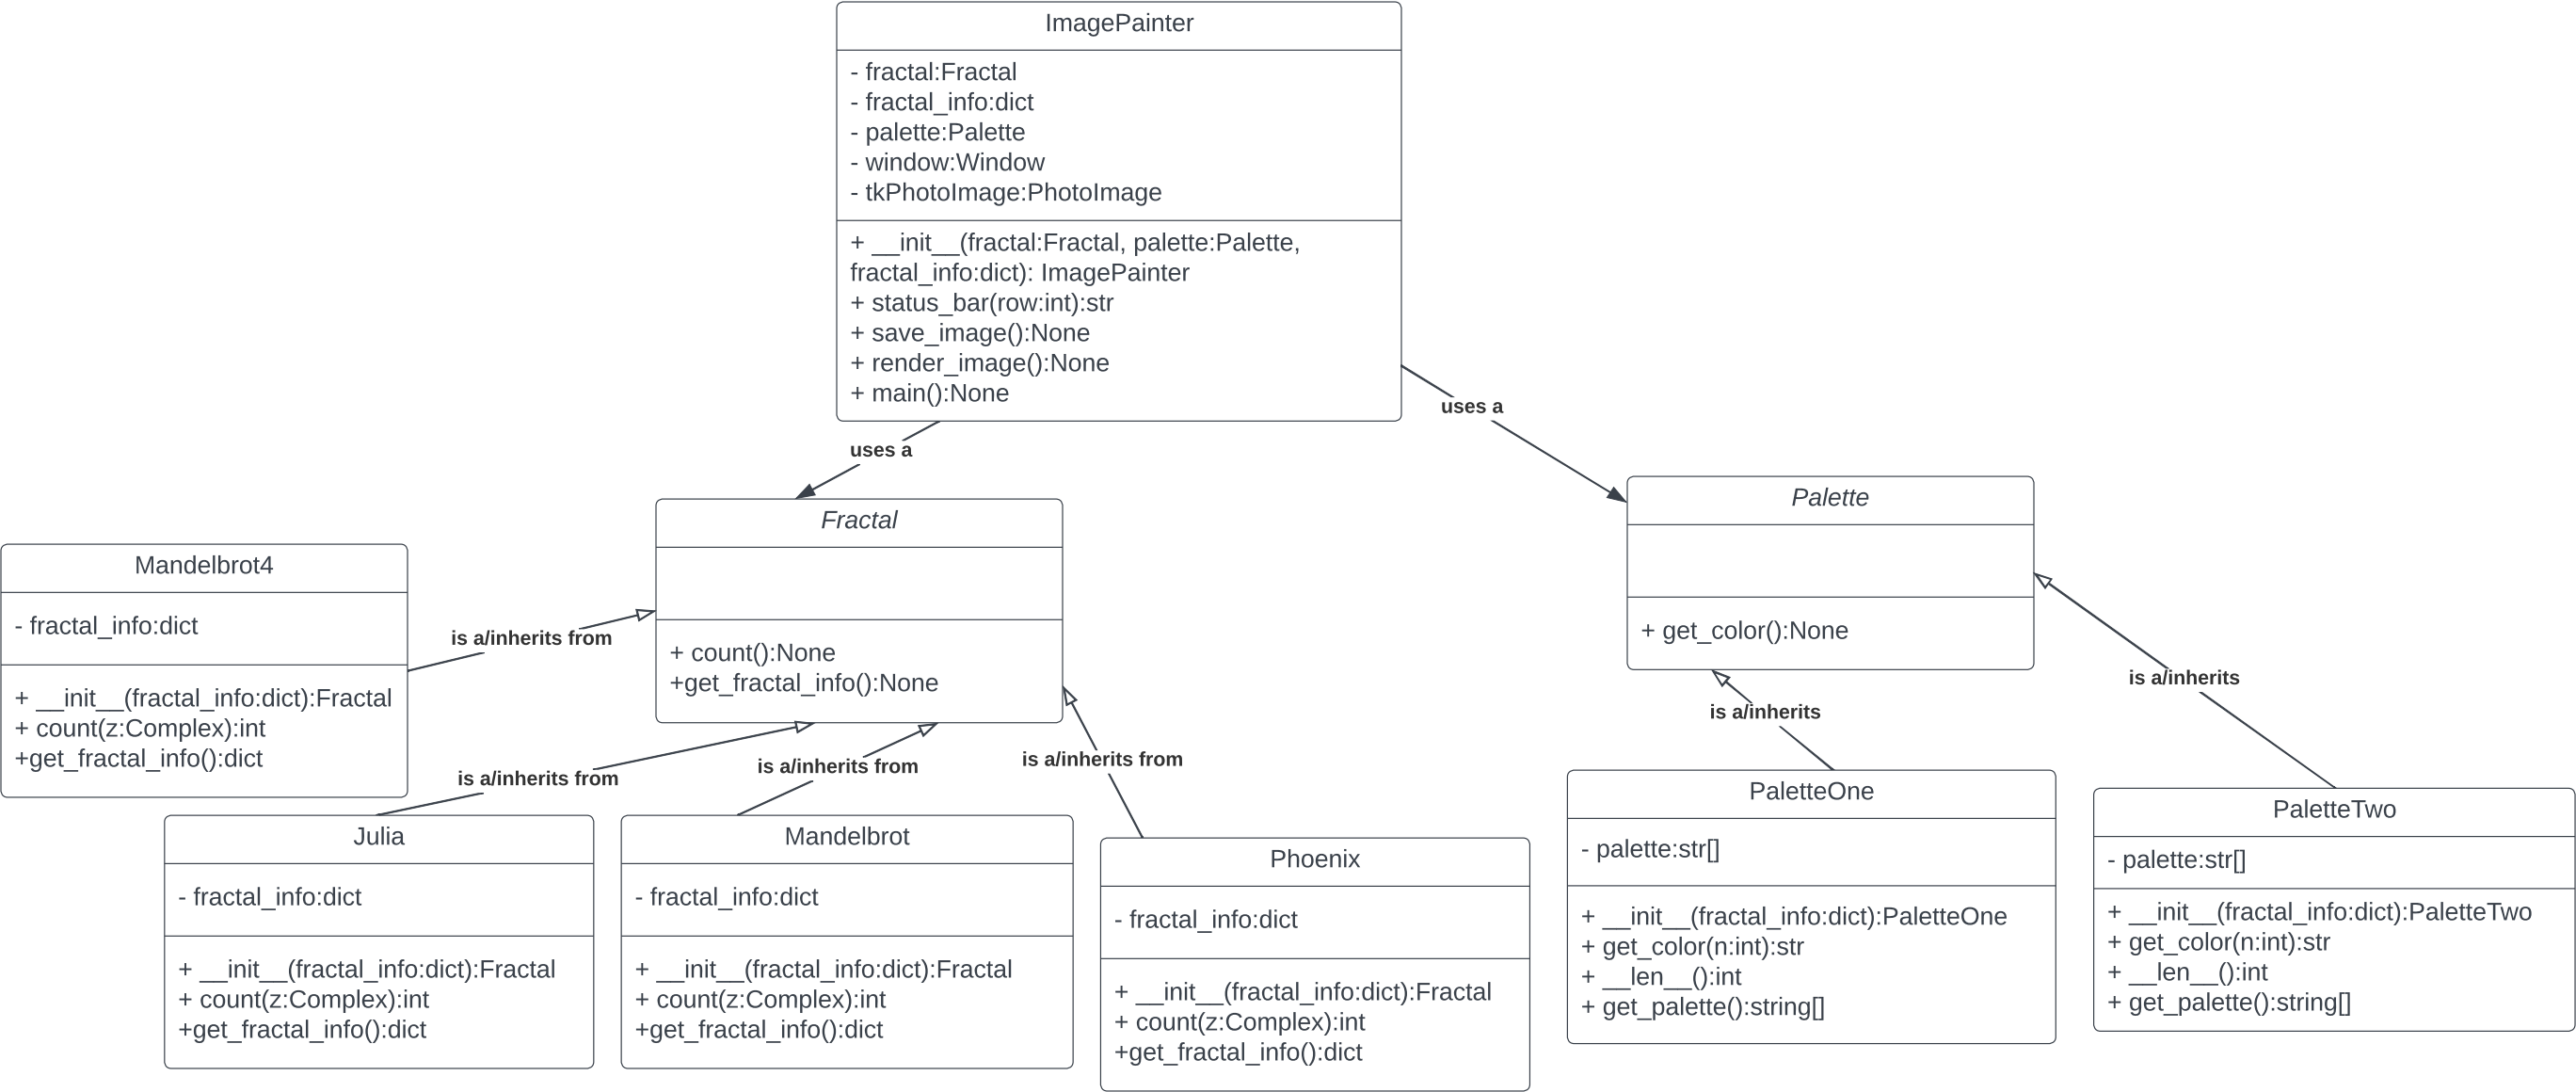 ImagePainter
- fractal:Fractal
- fractal_info:dict
- palette:Palette
- window:Window
- tkPhotoImage:PhotoImage
+ __init__(fractal:Fractal, palette:Palette,
fractal_info:dict): ImagePainter
+ status_bar(row:int):str
+ save_image():None
+ render_image():None
+ main():None
uses a
uses a
Fractal
+ count():None
+get_fractal_info():None
Palette
+ get_color():None
Mandelbrot4
- fractal_info:dict
+ __init__(fractal_info:dict):Fractal
+ count(z:Complex):int
+get_fractal_info():dict
is a/inherits from
is a/inherits from
is a/inherits from
is a/inherits from
is a/inherits
is a/inherits
Julia
- fractal_info:dict
+ __init__(fractal_info:dict):Fractal
+ count(z:Complex):int
+get_fractal_info():dict
Mandelbrot
- fractal_info:dict
+ __init__(fractal_info:dict):Fractal
+ count(z:Complex):int
+get_fractal_info():dict
Phoenix
- fractal_info:dict
+ __init__(fractal_info:dict):Fractal
+ count(z:Complex):int
+get_fractal_info():dict
PaletteOne
- palette:str[]
+ __init__(fractal_info:dict):PaletteOne
+ get_color(n:int):str
+ __len__():int
+ get_palette():string[]
PaletteTwo
- palette:str[]
+ __init__(fractal_info:dict):PaletteTwo
+ get_color(n:int):str
+ __len__():int
+ get_palette():string[]